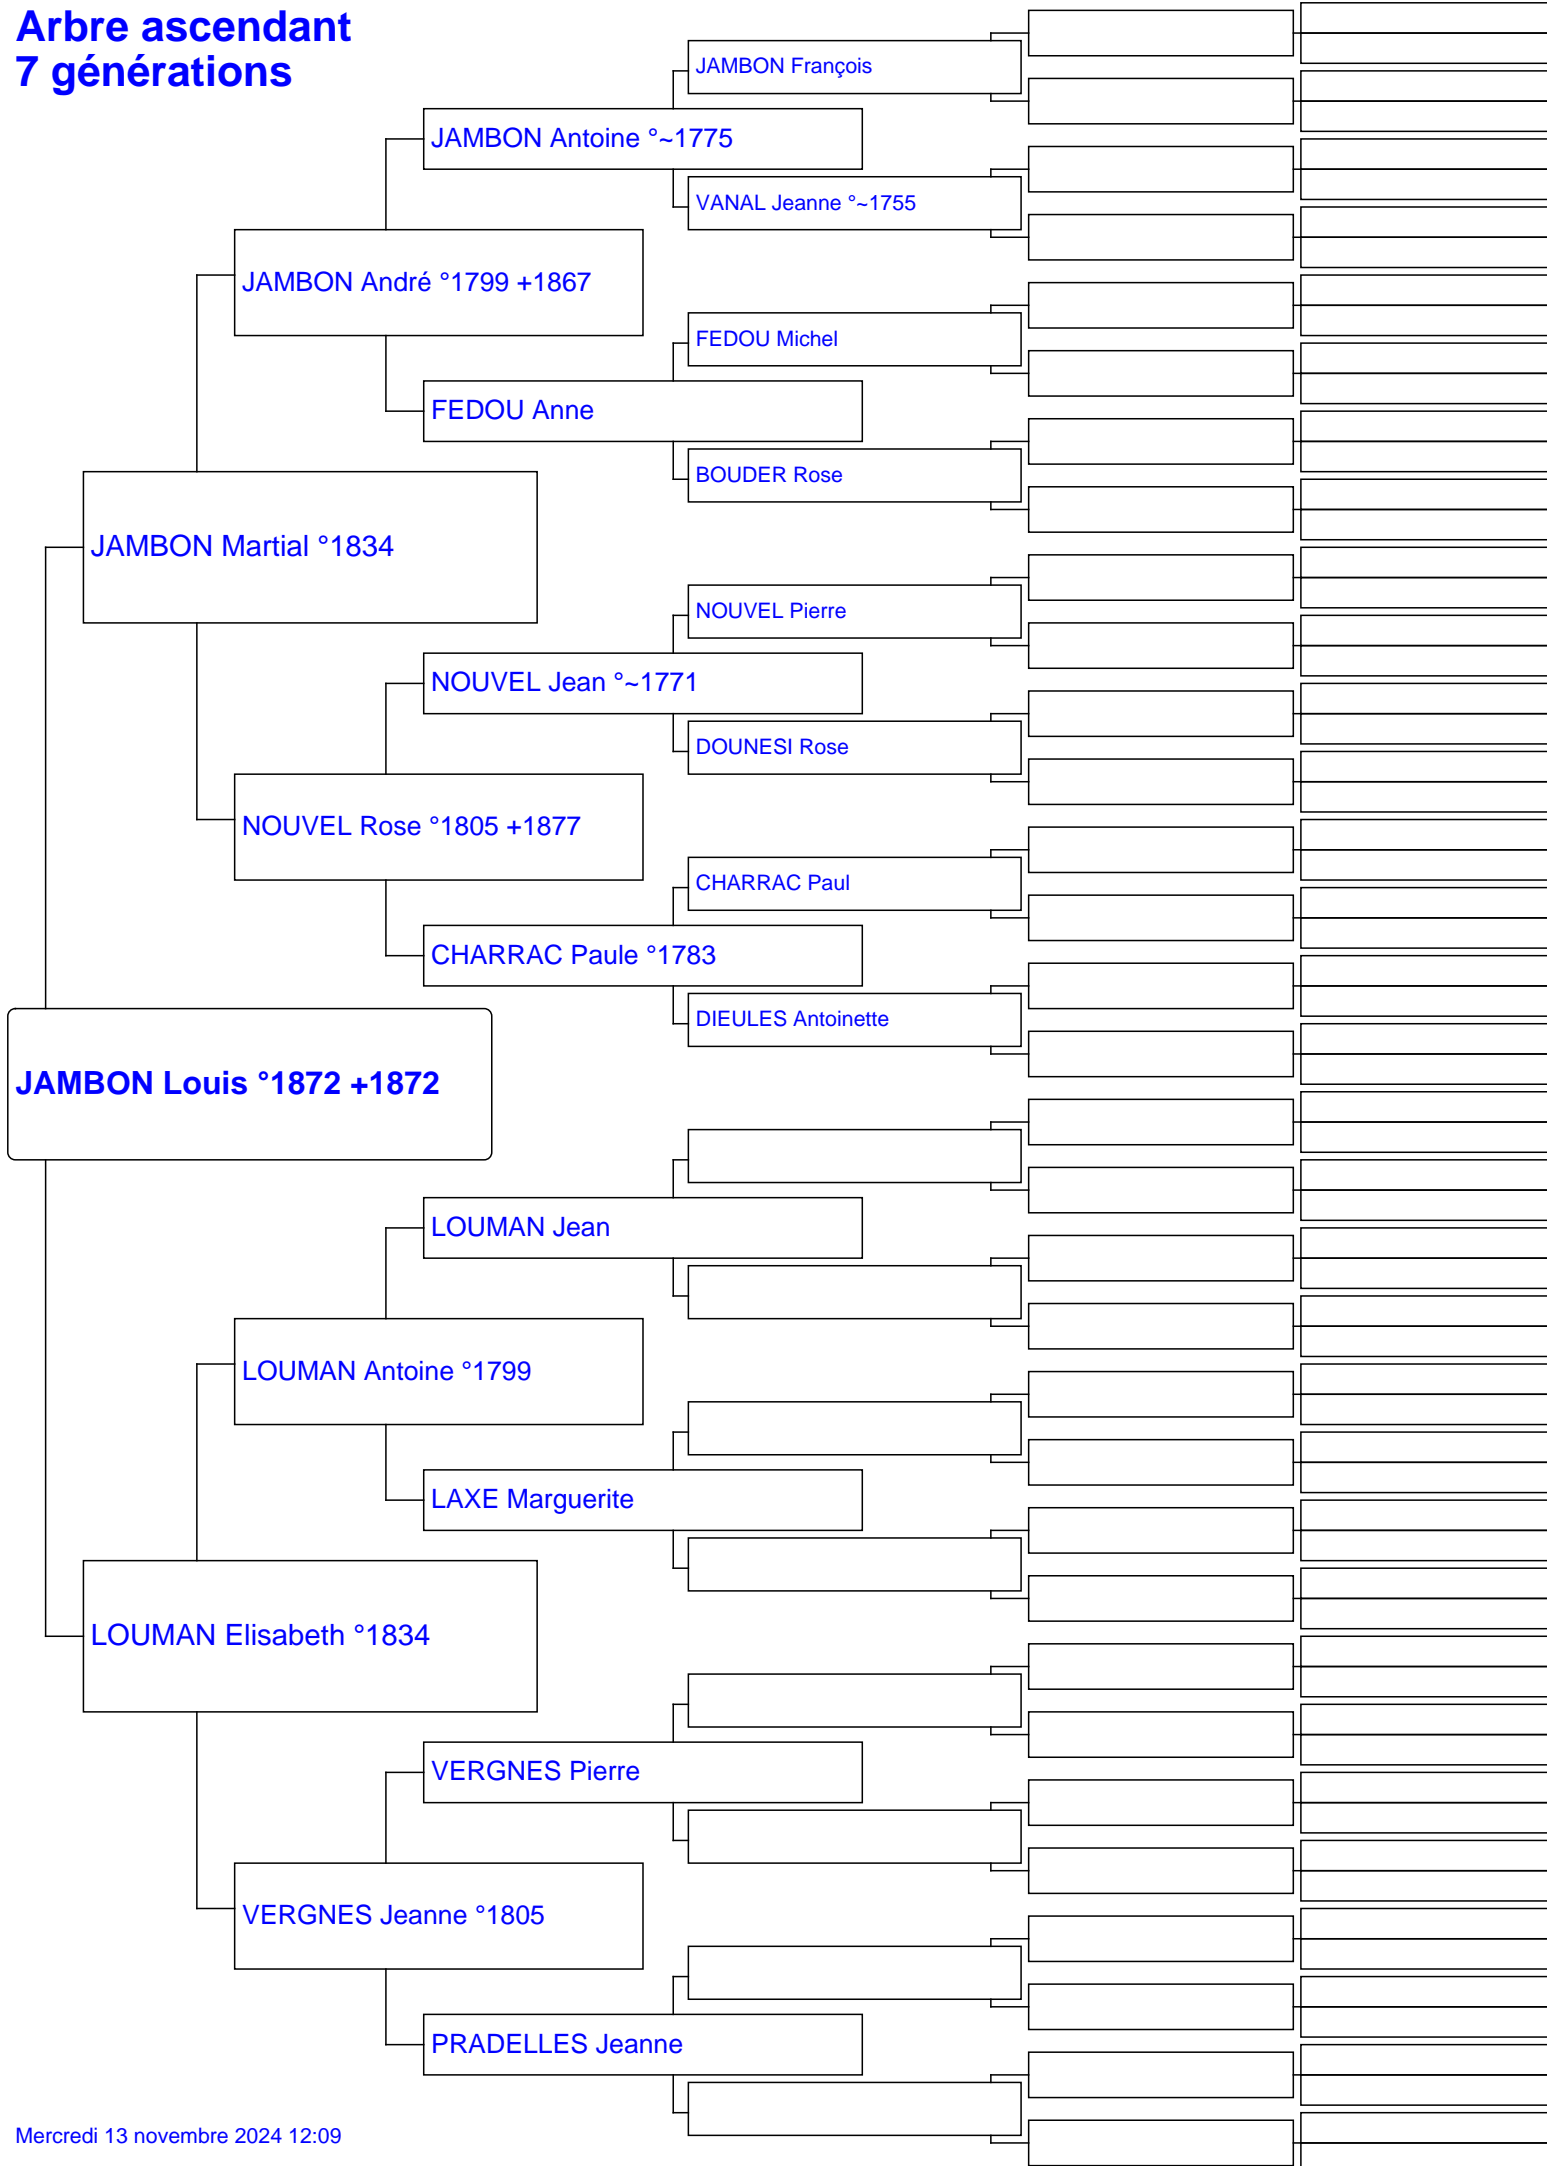 Arbre ascendant
7 générations
JAMBON François
JAMBON Antoine °~1775
VANAL Jeanne °~1755
JAMBON André °1799 +1867
FEDOU Michel
FEDOU Anne
BOUDER Rose
JAMBON Martial °1834
NOUVEL Pierre
NOUVEL Jean °~1771
DOUNESI Rose
NOUVEL Rose °1805 +1877
CHARRAC Paul
CHARRAC Paule °1783
DIEULES Antoinette
JAMBON Louis °1872 +1872
LOUMAN Jean
LOUMAN Antoine °1799
LAXE Marguerite
LOUMAN Elisabeth °1834
VERGNES Pierre
VERGNES Jeanne °1805
PRADELLES Jeanne
Mercredi 13 novembre 2024 12:09